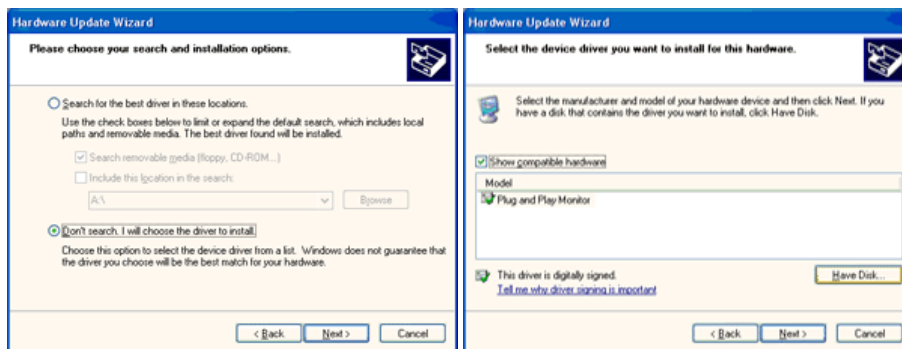 Hardware Update Wizard
Please choose your search and installation options.
Search for the best driver in these locations.
Use the check boxes below to limit or expand the default search, which includes local
paths and removable media. The best driver found will be installed.
Search removable media (floppy, CD-ROM...)
Include this location in the search:
A:\
Browse
Don't search. I will choose the driver to install.
Choose this option to select the device driver from a list. Windows does not guarantee that
the driver you choose will be the best match for your hardware.
< Back
Next >
Cancel
Hardware Update Wizard
Select the device driver you want to install for this hardware.
Select the manufacturer and model of your hardware device and then click Next. If you
have a disk that contains the driver you want to install, click Have Disk.
Show compatible hardware
Model
Plug and Play Monitor
This driver is digitally signed.
Tell me why driver signing is important
Have Disk...
< Back
Next >
Cancel